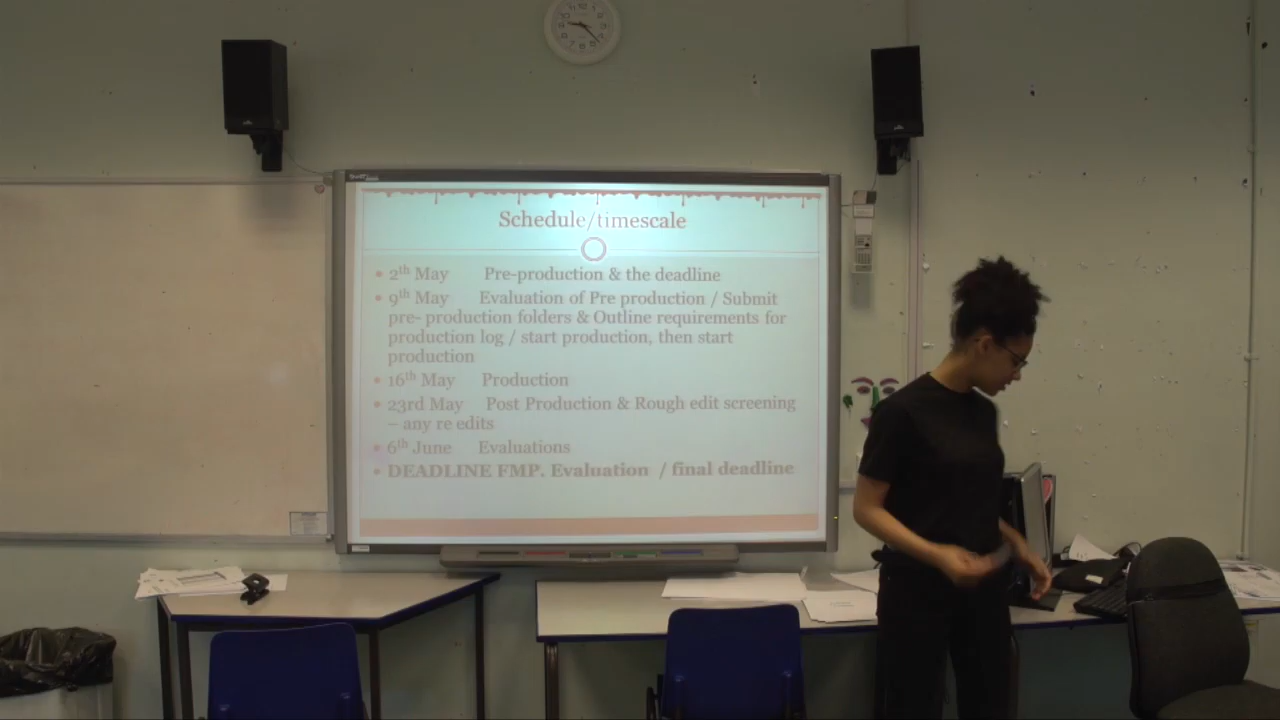 Schedule/timescale
• 2th May Pre-production & the deadline
• 9th May Evaluation of Pre production / Submit
pre- production folders & Outline requirements for
production log / start production, then start
production
• 16th May Production
• 23rd May Post Production & Rough edit screening
– any re edits
• 6th June Evaluations
• DEADLINE FMP. Evaluation / final deadline